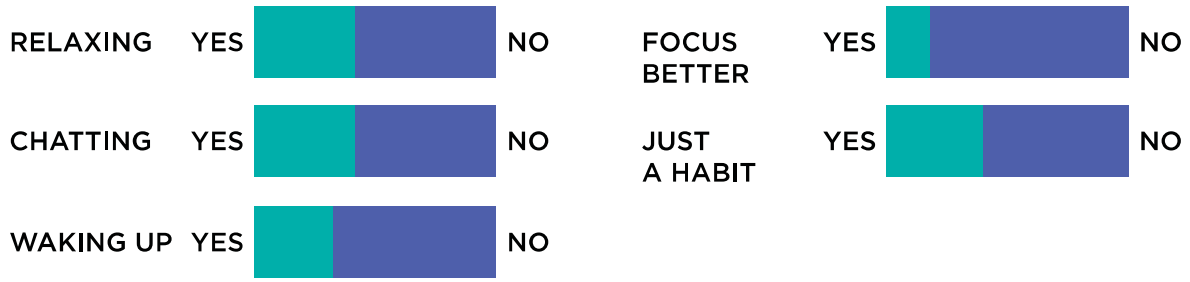 RELAXING YES NO
CHATTING YES NO
WAKING UP YES NO
FOCUS
BETTER YES NO
JUST
A HABIT YES NO